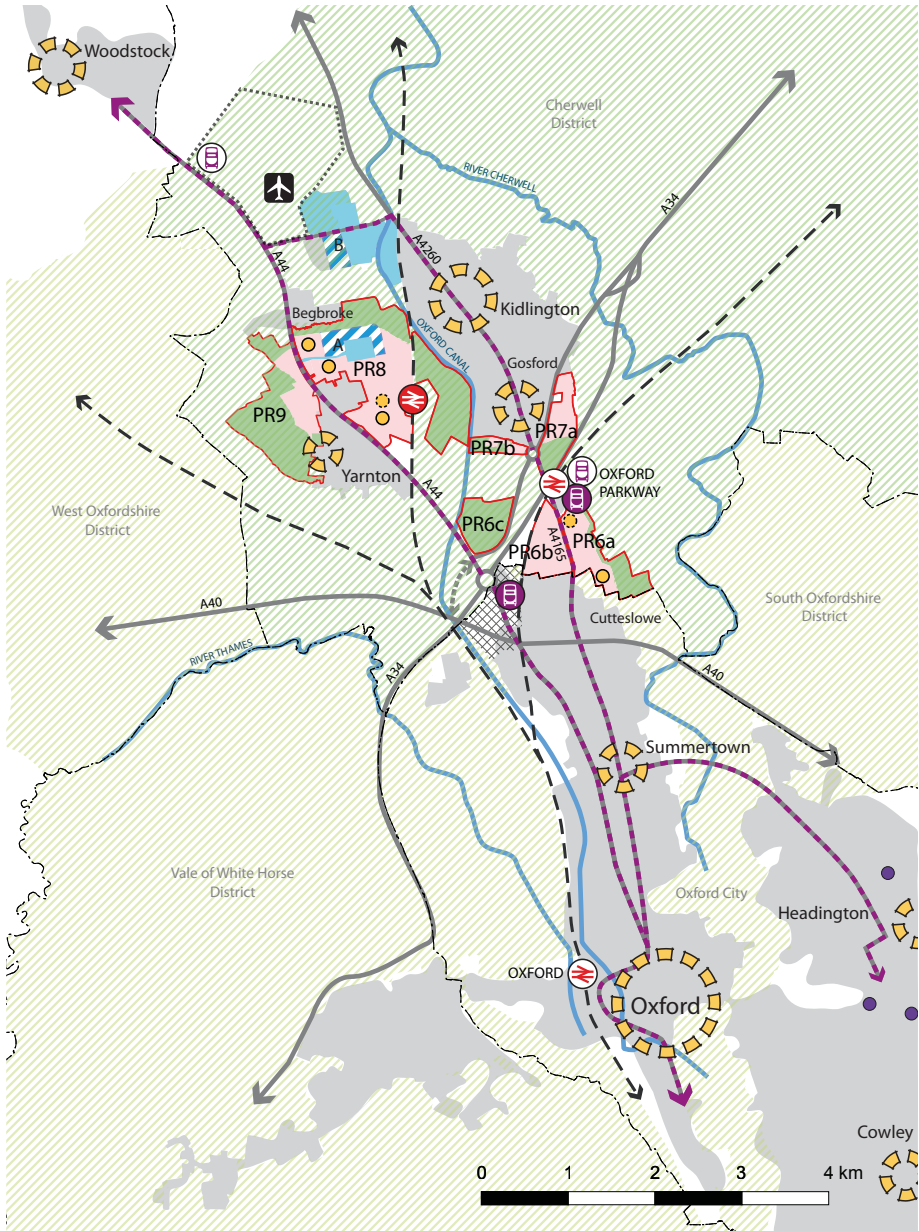 Woodstock
Cherwell
District
RIVER CHERWELL
A34
B
A44
A4260
Kidlington
Begbroke
OXFORD CANAL
A
Gosford
PR8
PR9
PR7a
PR7b
Yarnton
OXFORD
PARKWAY
A44
West Oxfordshire
District
PR6c
PR6b
A4165
PR6a
A40
Cutteslowe
South Oxfordshire
District
RIVER THAMES
A34
A40
Summertown
Vale of White Horse
District
Oxford City
Headington
OXFORD
Oxford
Cowley
0 1 2 3 4 km